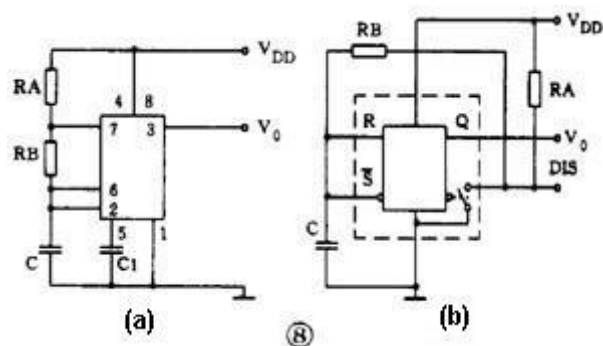 V_DD
RA
4 8
7 3
V_0
RB
6
2
5 1
C
C1
(a)
RB
V_DD
RA
R Q
V_0
S̅
DIS
C
(b)
⑧